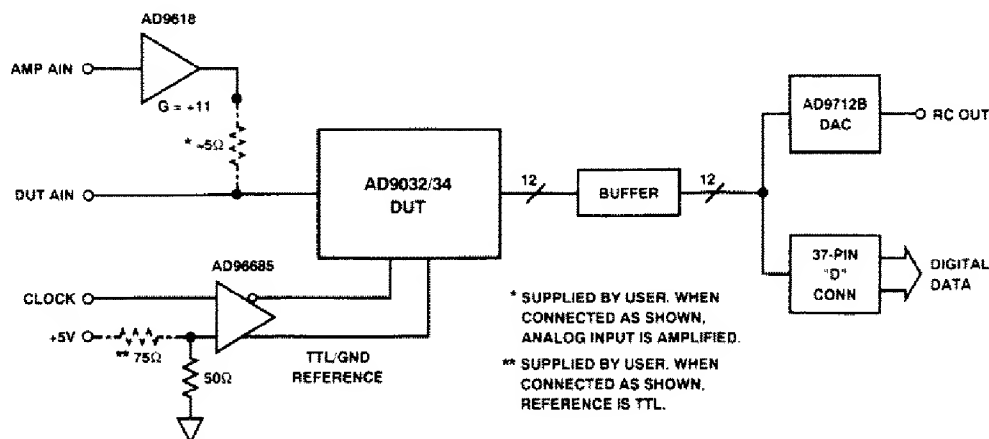 AD9618
AMP AIN
G = +11
* ~5Ω
DUT AIN
AD9032/34
DUT
12
BUFFER
12
AD9712B
DAC
RC OUT
37-PIN
"D"
CONN
DIGITAL
DATA
AD96685
CLOCK
+5V
** 75Ω
50Ω
TTL/GND
REFERENCE
* SUPPLIED BY USER. WHEN
CONNECTED AS SHOWN,
ANALOG INPUT IS AMPLIFIED.
** SUPPLIED BY USER. WHEN
CONNECTED AS SHOWN,
REFERENCE IS TTL.